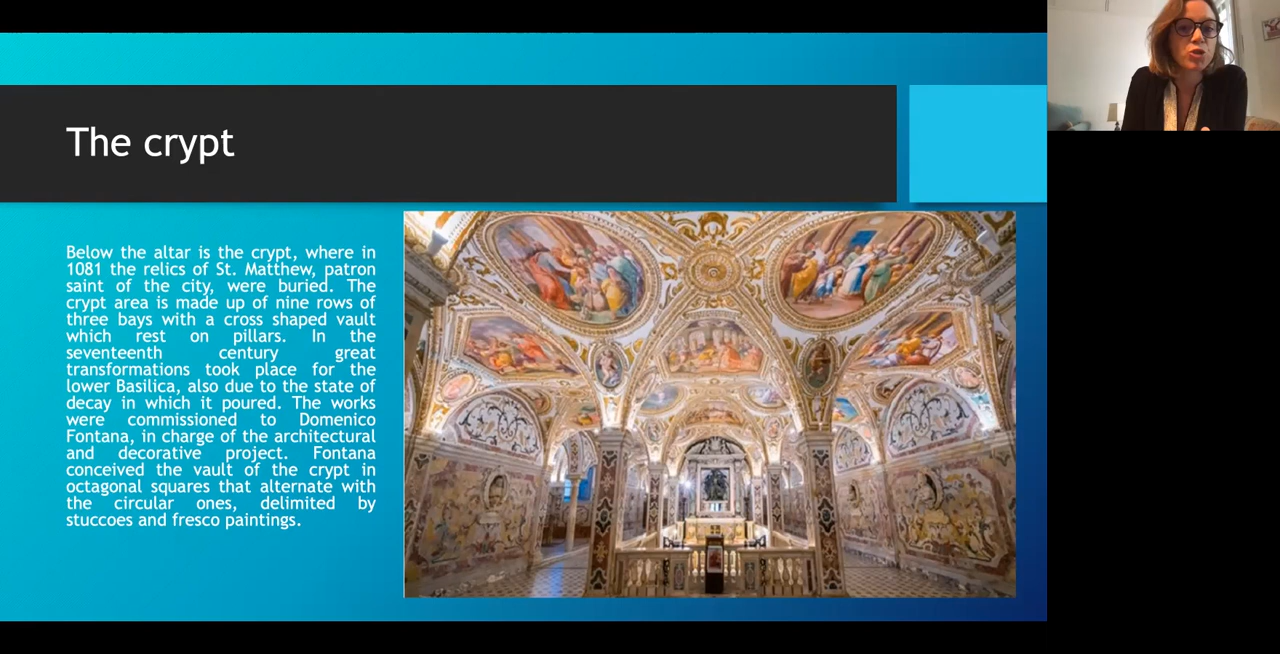 The crypt
Below the altar is the crypt, where in
1081 the relics of St. Matthew, patron
saint of the city, were buried. The
crypt area is made up of nine rows of
three bays with a cross shaped vault
which rest on pillars. In the
seventeenth century great
transformations took place for the
lower Basilica, also due to the state of
decay in which it poured. The works
were commissioned to Domenico
Fontana, in charge of the architectural
and decorative project. Fontana
conceived the vault of the crypt in
octagonal squares that alternate with
the circular ones, delimited by
stuccoes and fresco paintings.